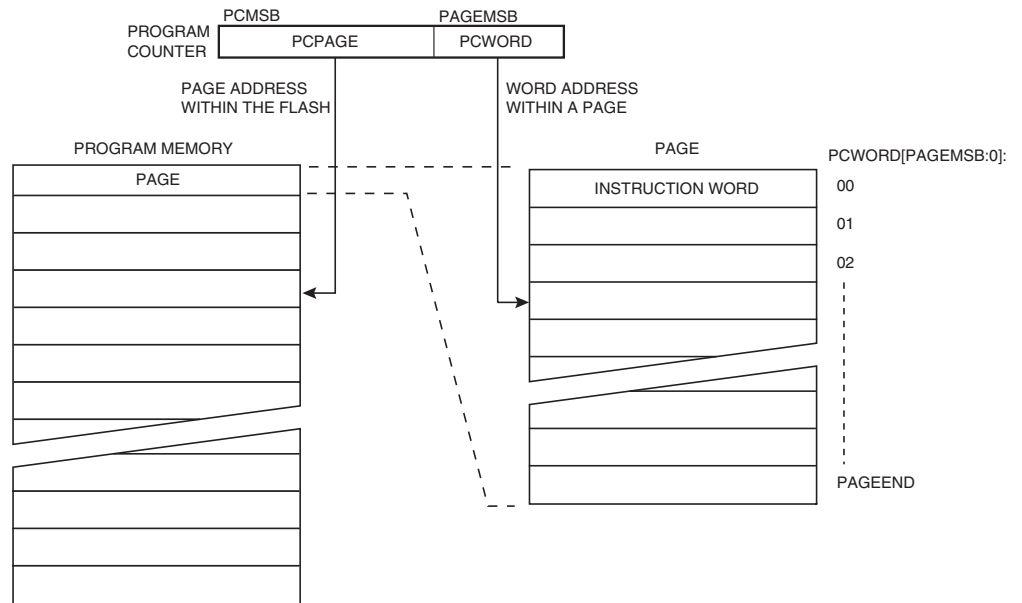 PCMSB
PAGEMSB
PROGRAM
COUNTER
PCPAGE
PCWORD
PAGE ADDRESS
WITHIN THE FLASH
WORD ADDRESS
WITHIN A PAGE
PROGRAM MEMORY
PAGE
PAGE
PCWORD[PAGEMSB:0]:
INSTRUCTION WORD
00
01
02
PAGEEND